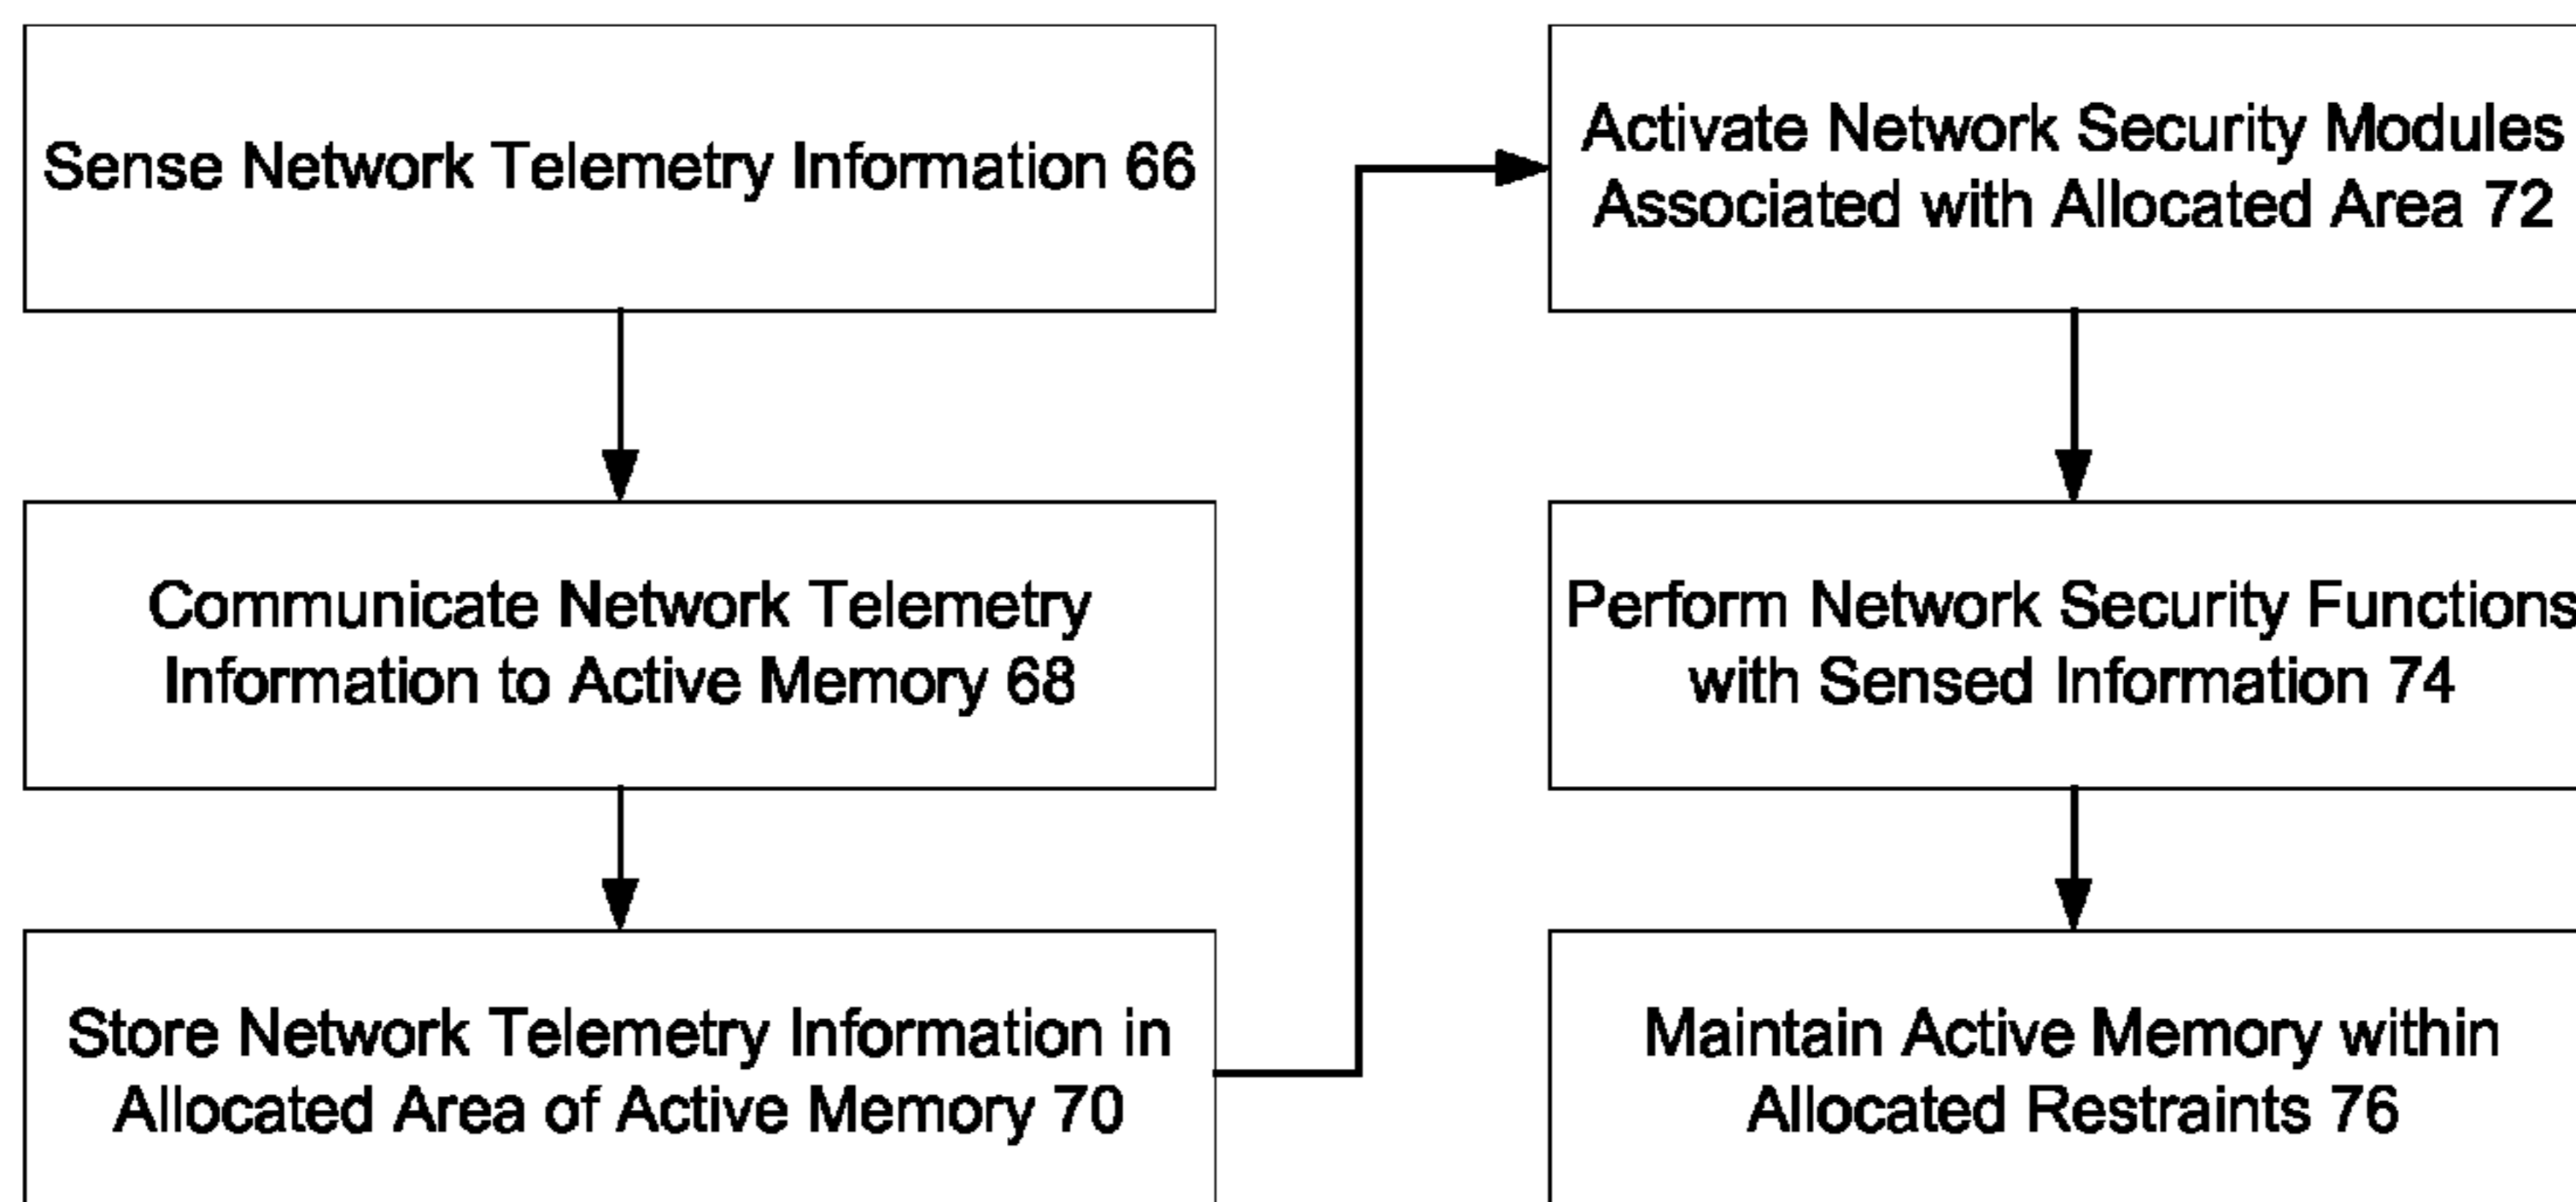 Sense Network Telemetry Information 66
Communicate Network Telemetry
Information to Active Memory 68
Store Network Telemetry Information in
Allocated Area of Active Memory 70
Activate Network Security Modules
Associated with Allocated Area 72
Perform Network Security Functions
with Sensed Information 74
Maintain Active Memory within
Allocated Restraints 76